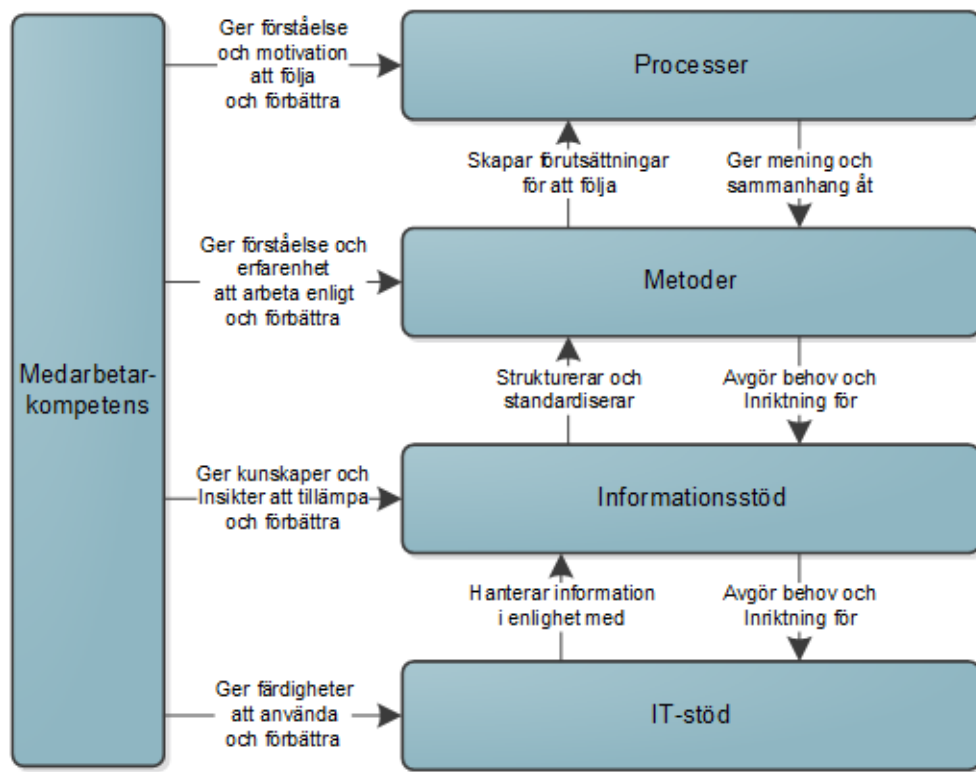 Ger förståelse
och motivation
att följa
och förbättra
Processer
Skapar förutsättningar
för att följa
Ger mening och
sammanhang åt
Ger förståelse och
erfarenhet
att arbeta enligt
och förbättra
Metoder
Medarbetar-
kompetens
Strukturerar och
standardiserar
Avgör behov och
Inriktning för
Ger kunskaper och
Insikter att tillämpa
och förbättra
Informationsstöd
Hanterar information
i enlighet med
Avgör behov och
Inriktning för
Ger färdigheter
att använda
och förbättra
IT-stöd